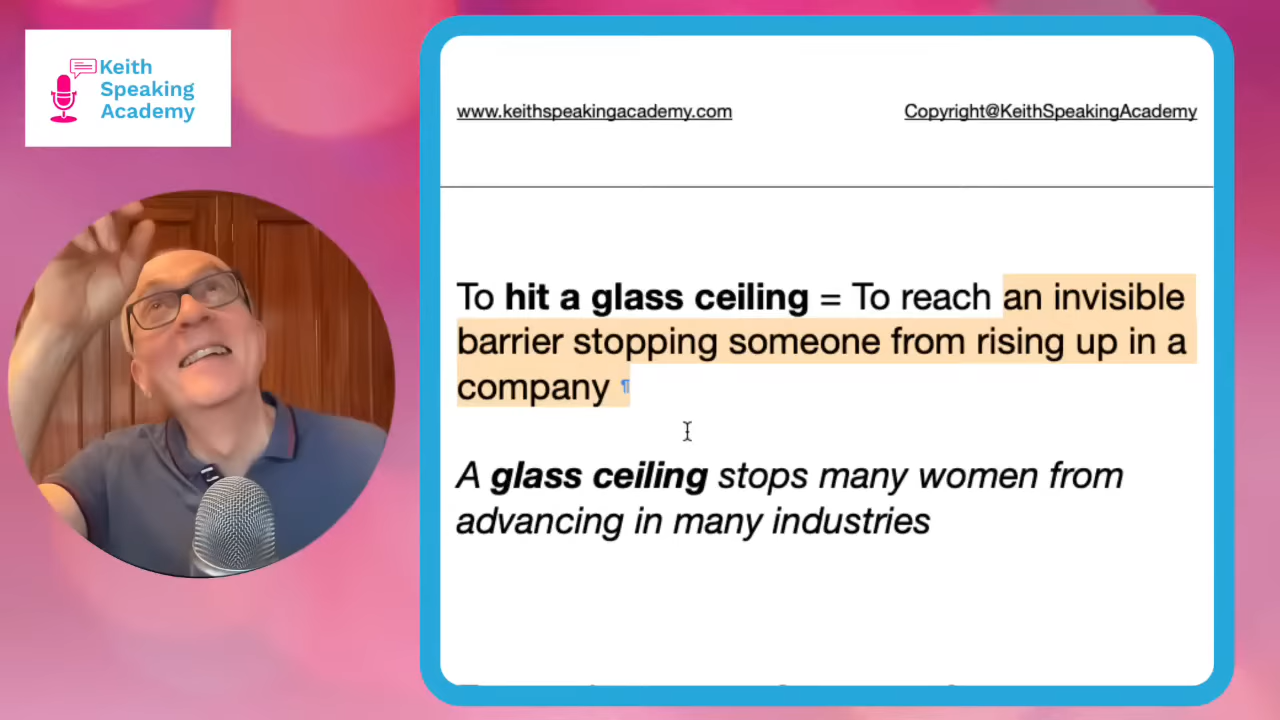 Keith
Speaking
Academy
www.keithspeakingacademy.com
Copyright@KeithSpeakingAcademy
To hit a glass ceiling = To reach an invisible
barrier stopping someone from rising up in a
company ¶
A glass ceiling stops many women from
advancing in many industries